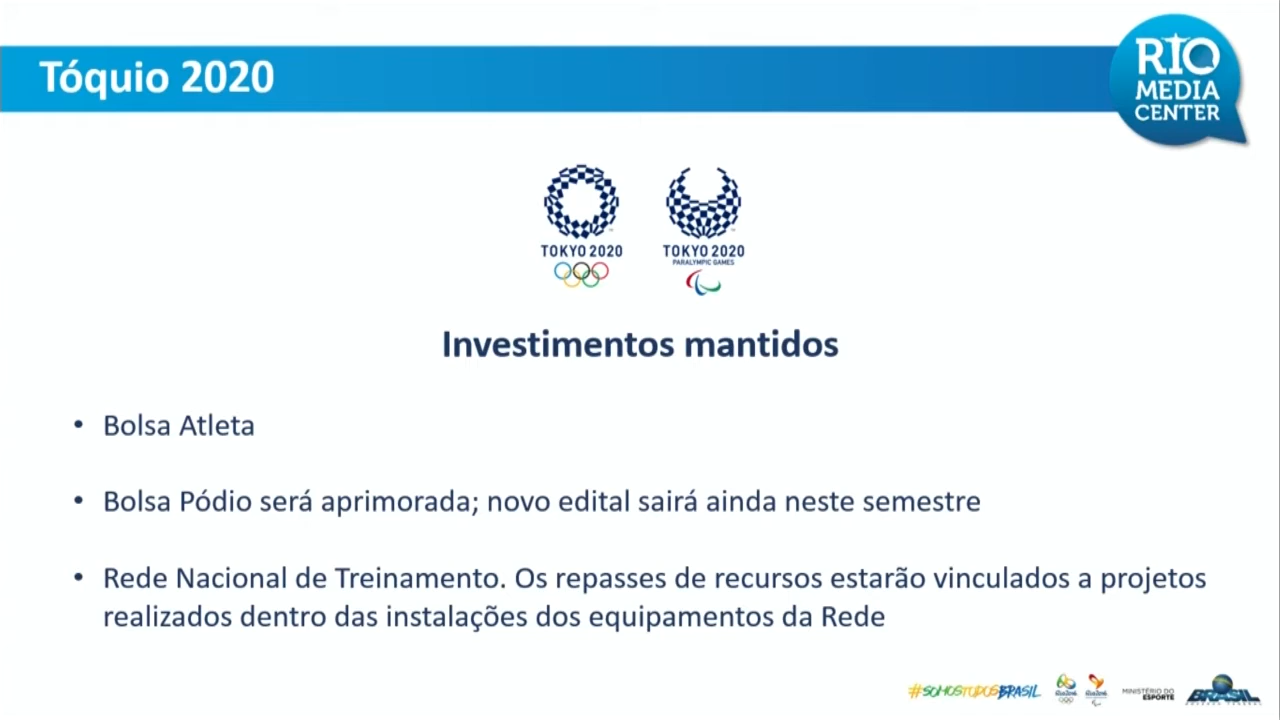 Tóquio 2020
RIO
MEDIA
CENTER
TOKYO 2020
TOKYO 2020
PARALYMPIC GAMES
Investimentos mantidos
• Bolsa Atleta
• Bolsa Pódio será aprimorada; novo edital sairá ainda neste semestre
• Rede Nacional de Treinamento. Os repasses de recursos estarão vinculados a projetos
realizados dentro das instalações dos equipamentos da Rede
#SOMOSTODOSBRASIL
MINISTÉRIO DO
ESPORTE
BRASIL